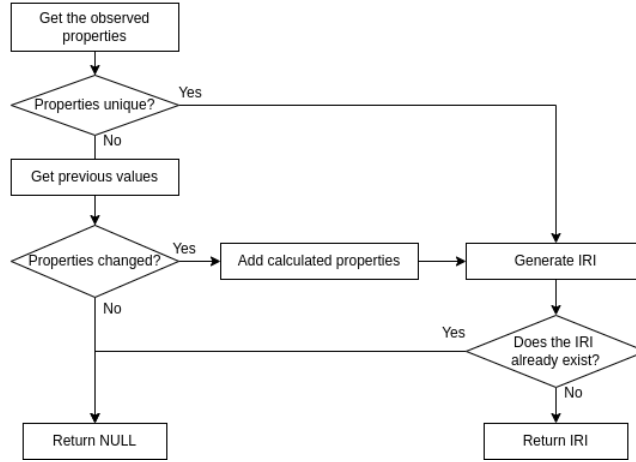 Get the observed
properties
Properties unique?
Yes
No
Get previous values
Properties changed?
Yes
Add calculated properties
Generate IRI
No
Yes
Does the IRI
already exist?
No
Return NULL
Return IRI